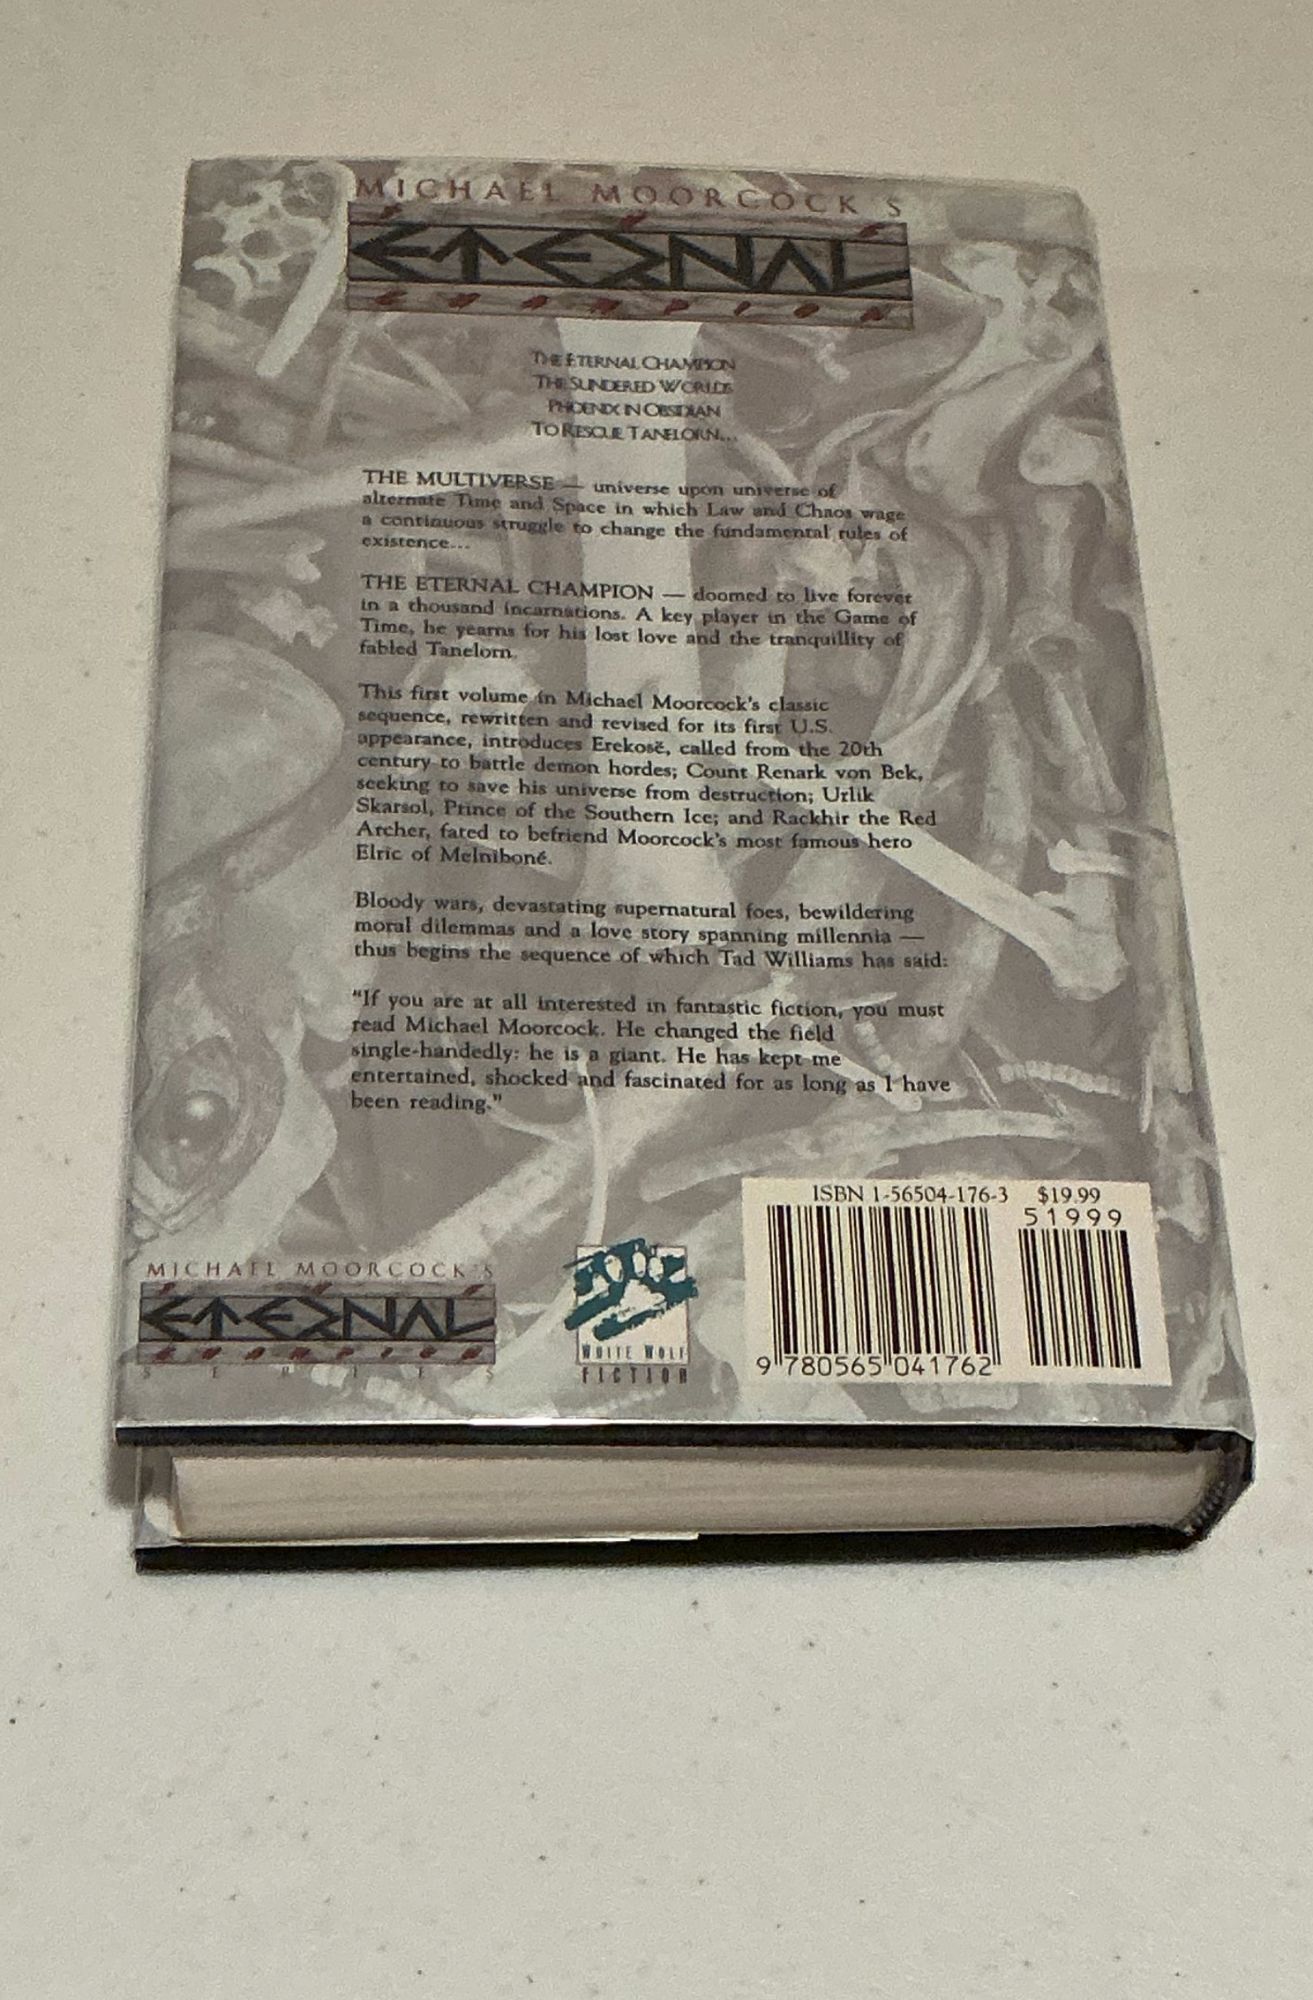 MICHAEL MOORCOCK'S
ETERNAL
CHAMPION
THE ETERNAL CHAMPION
THE SUNDERED WORLDS
PHOENIX IN OBSIDIAN
TO RESCUE TANELORN...
THE MULTIVERSE — universe upon universe of
alternate Time and Space in which Law and Chaos wage
a continuous struggle to change the fundamental rules of
existence...
THE ETERNAL CHAMPION — doomed to live forever
in a thousand incarnations. A key player in the Game of
Time, he yearns for his lost love and the tranquillity of
fabled Tanelorn.
This first volume in Michael Moorcock's classic
sequence, rewritten and revised for its first U.S.
appearance, introduces Erekosë, called from the 20th
century to battle demon hordes; Count Renark von Bek,
seeking to save his universe from destruction; Urlik
Skarsol, Prince of the Southern Ice; and Rackhir the Red
Archer, fated to befriend Moorcock's most famous hero
Elric of Melniboné.
Bloody wars, devastating supernatural foes, bewildering
moral dilemmas and a love story spanning millennia —
thus begins the sequence of which Tad Williams has said:
"If you are at all interested in fantastic fiction, you must
read Michael Moorcock. He changed the field
single-handedly: he is a giant. He has kept me
entertained, shocked and fascinated for as long as I have
been reading."
ISBN 1-56504-176-3 $19.99
51999
9 780565 041762
MICHAEL MOORCOCK'S
ETERNAL
CHAMPION
SERIES
WHITE WOLF
FICTION